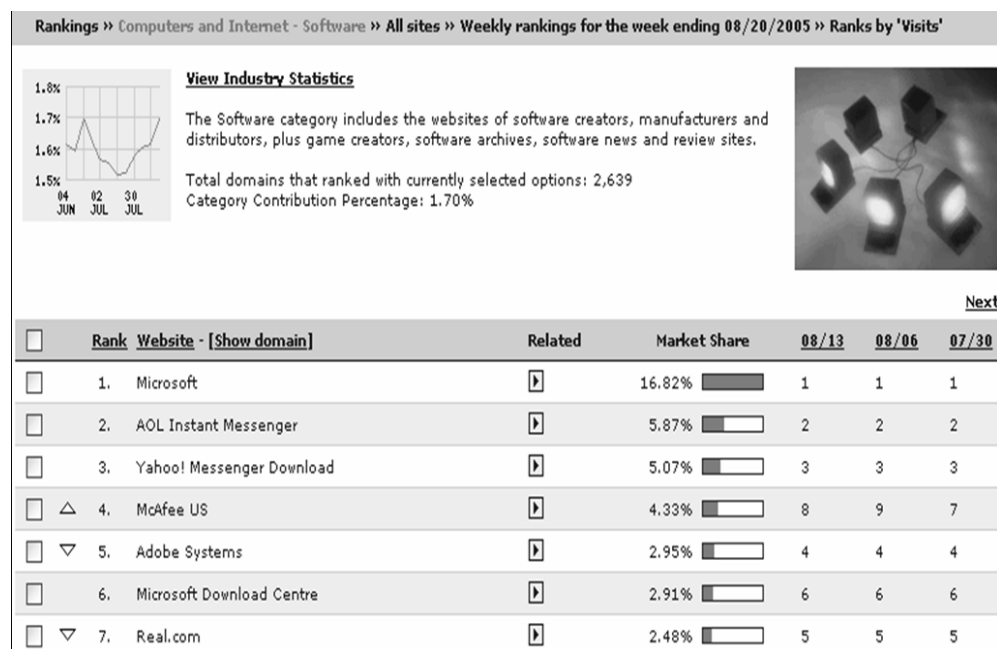 Rankings » Computers and Internet - Software » All sites » Weekly rankings for the week ending 08/20/2005 » Ranks by 'Visits'
View Industry Statistics
1.8%
1.7%
1.6%
1.5%
04 02 30
JUN JUL JUL
The Software category includes the websites of software creators, manufacturers and
distributors, plus game creators, software archives, software news and review sites.
Total domains that ranked with currently selected options: 2,639
Category Contribution Percentage: 1.70%
Next
Rank Website - [Show domain] Related Market Share 08/13 08/06 07/30
1. Microsoft 16.82% 1 1 1
2. AOL Instant Messenger 5.87% 2 2 2
3. Yahoo! Messenger Download 5.07% 3 3 3
4. McAfee US 4.33% 8 9 7
5. Adobe Systems 2.95% 4 4 4
6. Microsoft Download Centre 2.91% 6 6 6
7. Real.com 2.48% 5 5 5